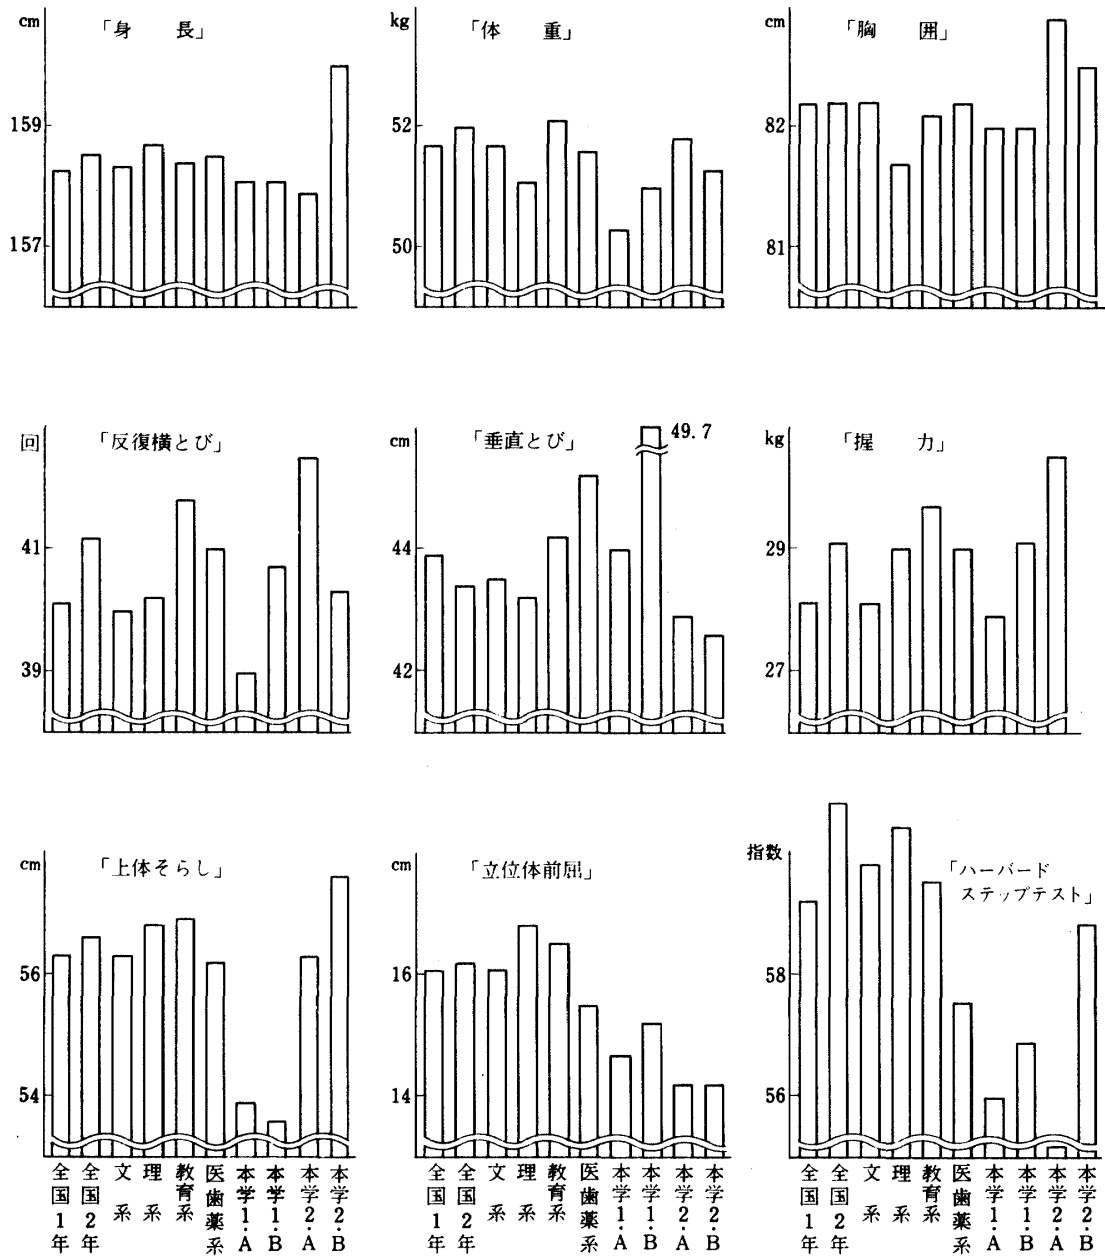 cm 「身 長」
159
157
kg 「体 重」
52
50
cm 「胸 囲」
82
81
回 「反復横とび」
41
39
cm 「垂直とび」 49.7
44
42
kg 「握 力」
29
27
cm 「上体そらし」
56
54
cm 「立位体前屈」
16
14
指数 「ハーバード
ステップテスト」
58
56
全国1年
全国2年
文系
理系
教育系
医歯薬系
本学1・A
本学1・B
本学2・A
本学2・B
全国1年
全国2年
文系
理系
教育系
医歯薬系
本学1・A
本学1・B
本学2・A
本学2・B
全国1年
全国2年
文系
理系
教育系
医歯薬系
本学1・A
本学1・B
本学2・A
本学2・B